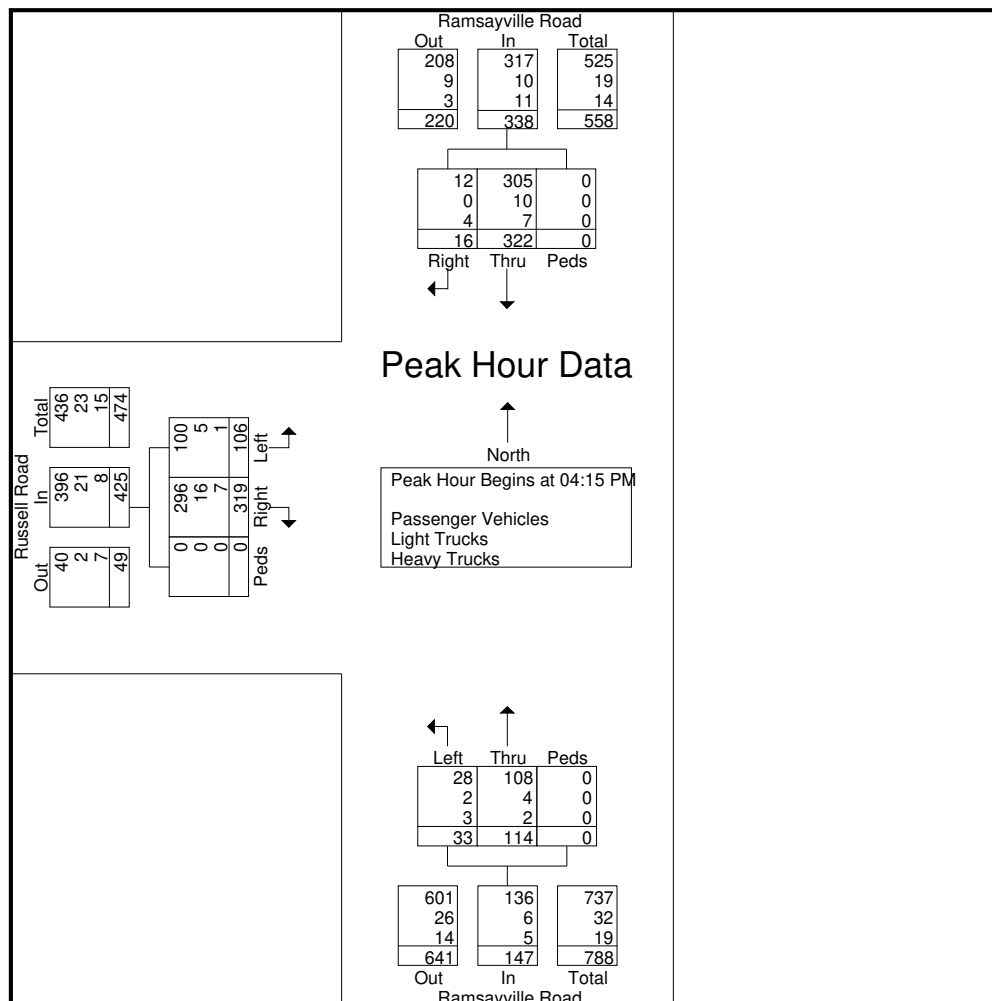 Ramsayville Road
Out In Total
208 317 525
9 10 19
3 11 14
220 338 558
12 305 0
0 10 0
4 7 0
16 322 0
Right Thru Peds
Peak Hour Data
Russell Road
Out In Total
40 396 436
2 21 23
7 8 15
49 425 474
0 296 100
0 16 5
0 7 1
0 319 106
Peds Right Left
North
Peak Hour Begins at 04:15 PM
Passenger Vehicles
Light Trucks
Heavy Trucks
Left Thru Peds
28 108 0
2 4 0
3 2 0
33 114 0
601 136 737
26 6 32
14 5 19
641 147 788
Out In Total
Ramsayville Road